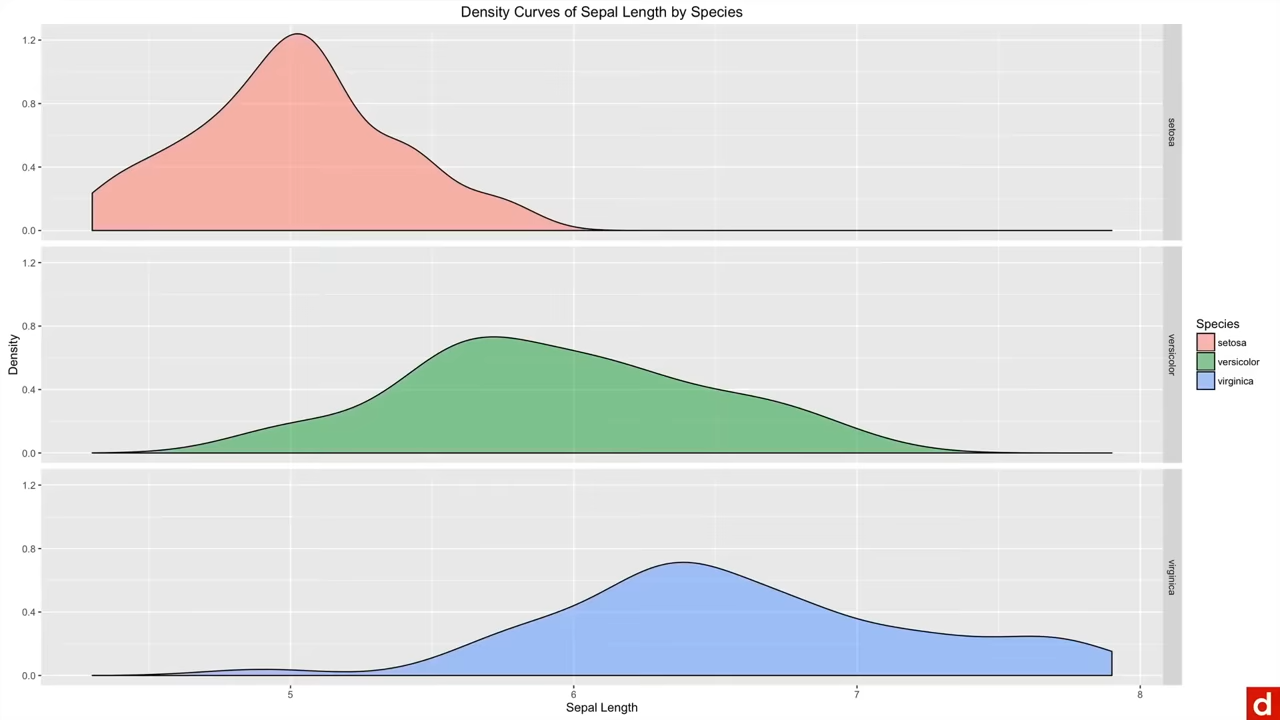 Density Curves of Sepal Length by Species
1.2
0.8
0.4
0.0
setosa
1.2
0.8
0.4
0.0
versicolor
1.2
0.8
0.4
0.0
virginica
Density
5 6 7 8
Sepal Length
Species
setosa
versicolor
virginica
d